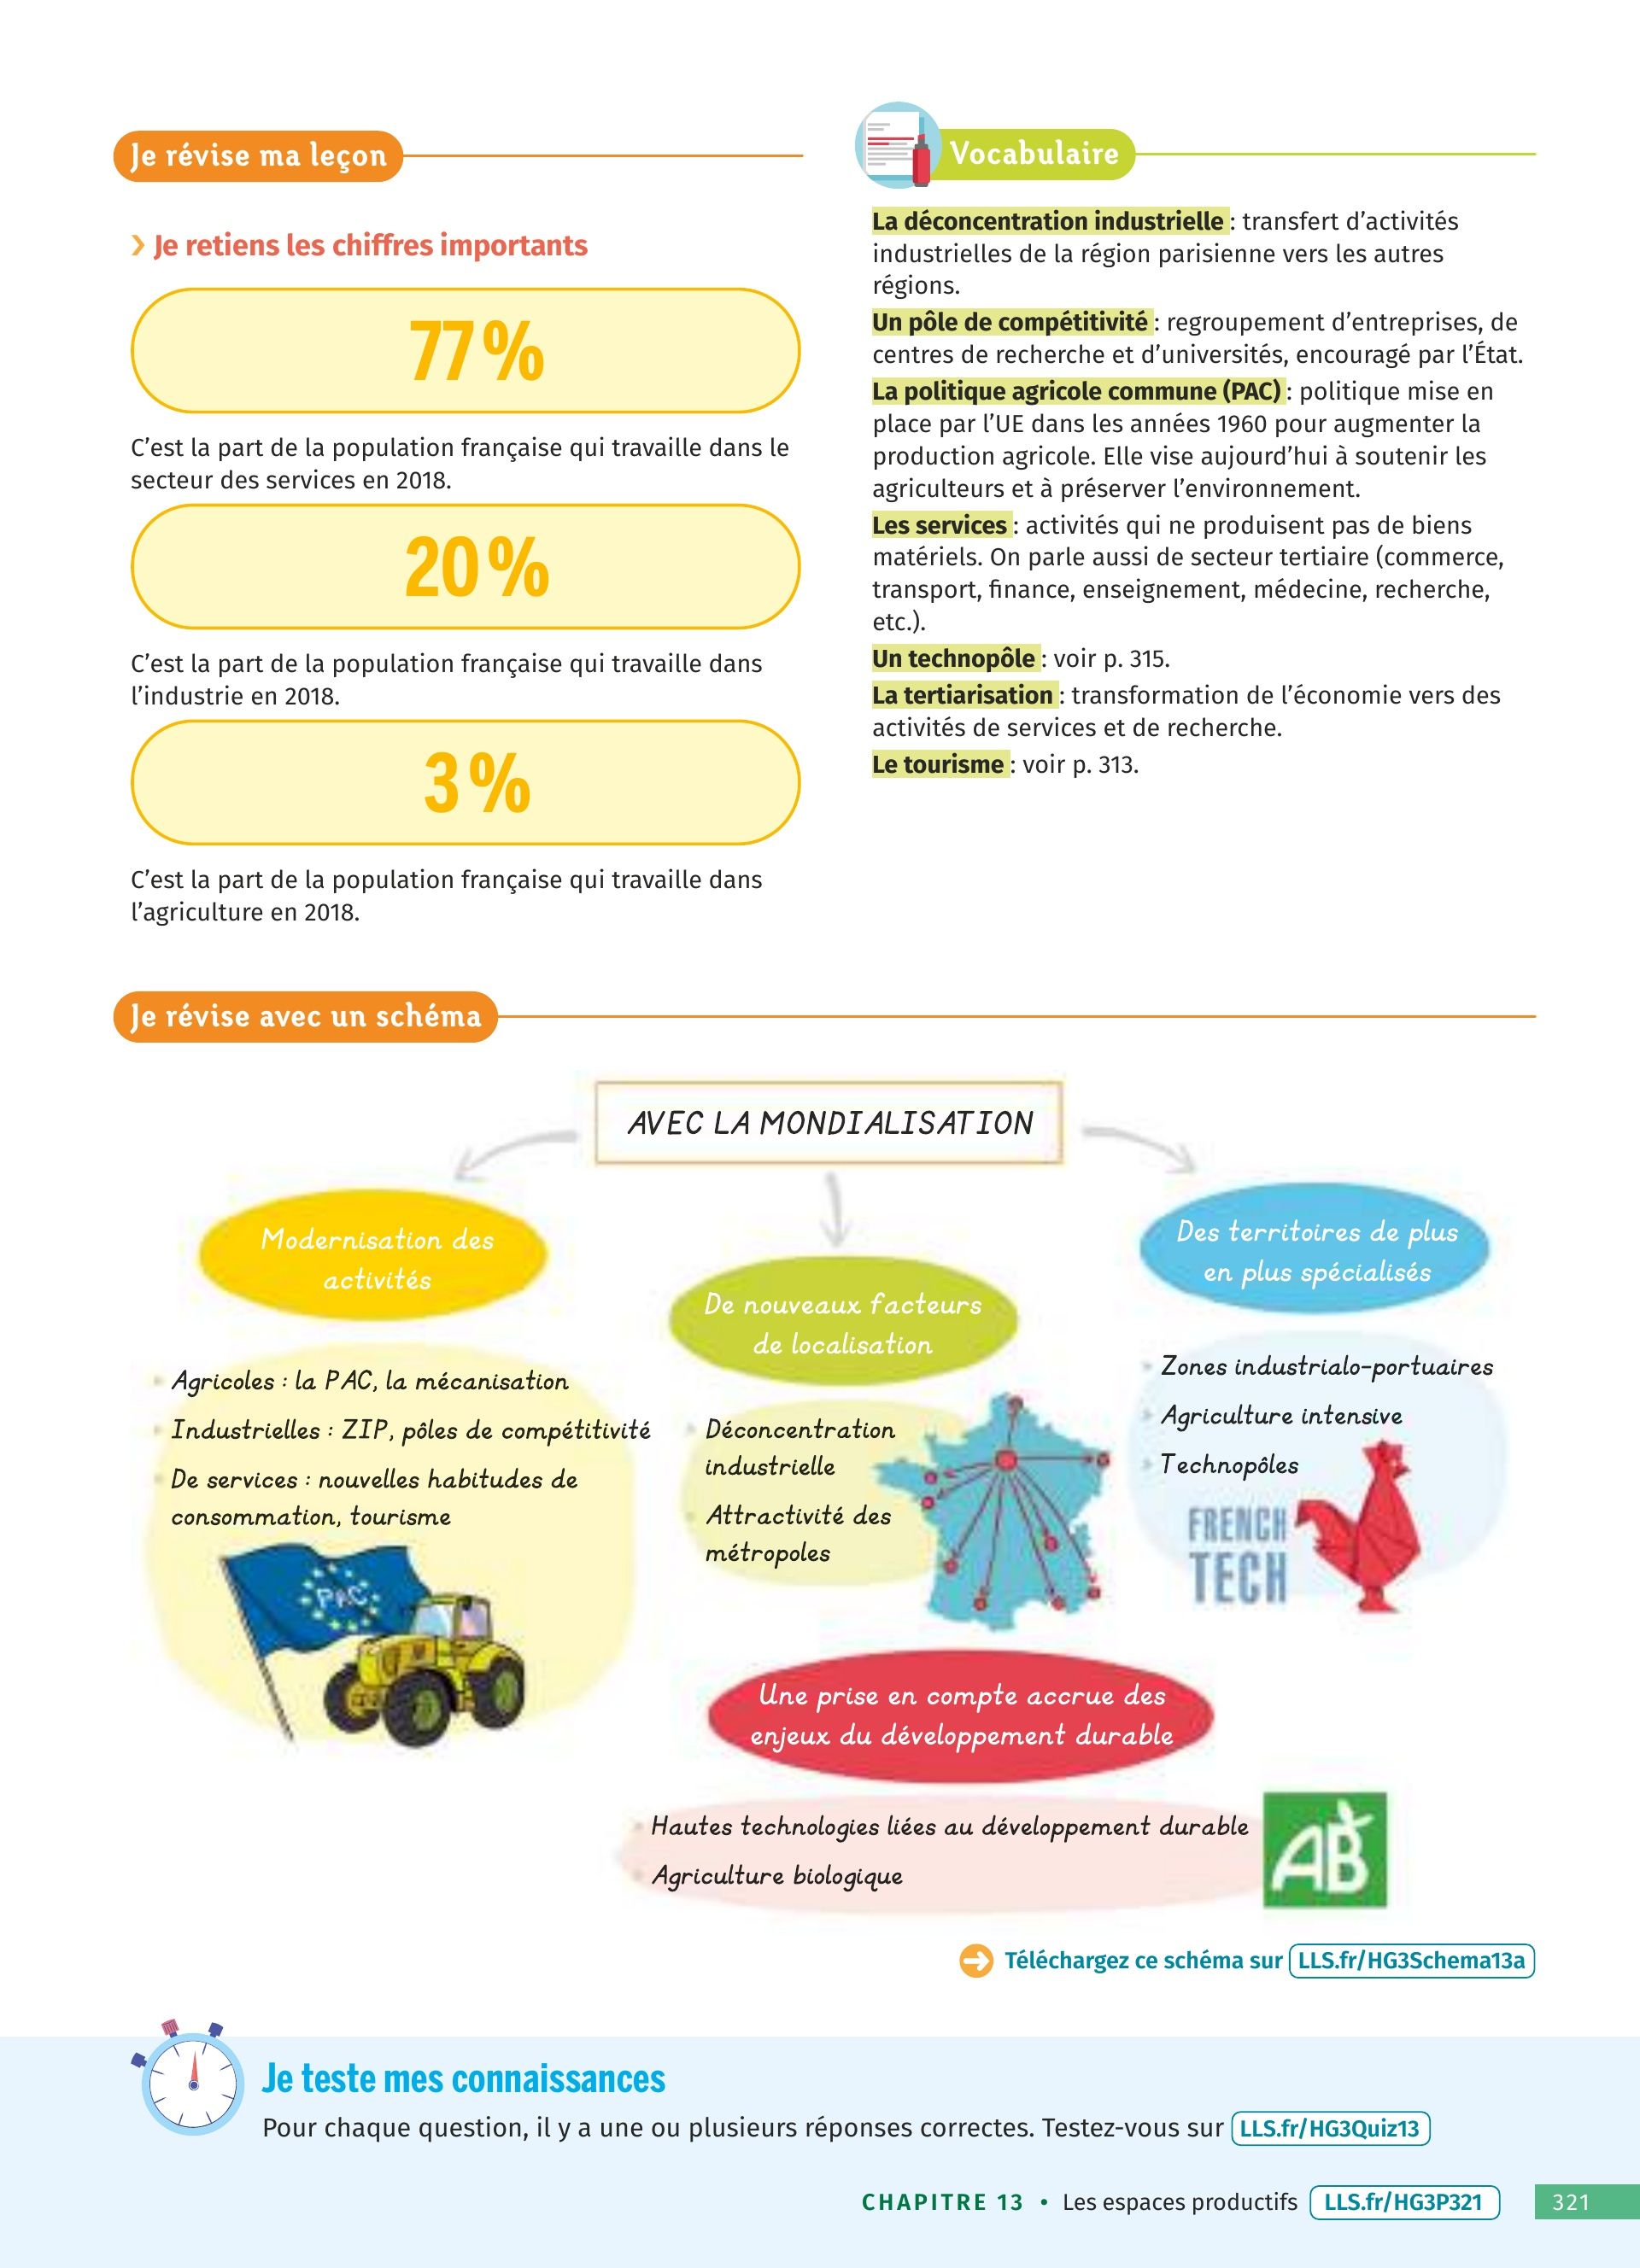 Je révise ma leçon
› Je retiens les chiffres importants
77 %
C’est la part de la population française qui travaille dans le
secteur des services en 2018.
20 %
C’est la part de la population française qui travaille dans
l’industrie en 2018.
3 %
C’est la part de la population française qui travaille dans
l’agriculture en 2018.
Vocabulaire
La déconcentration industrielle : transfert d’activités
industrielles de la région parisienne vers les autres
régions.
Un pôle de compétitivité : regroupement d’entreprises, de
centres de recherche et d’universités, encouragé par l’État.
La politique agricole commune (PAC) : politique mise en
place par l’UE dans les années 1960 pour augmenter la
production agricole. Elle vise aujourd’hui à soutenir les
agriculteurs et à préserver l’environnement.
Les services : activités qui ne produisent pas de biens
matériels. On parle aussi de secteur tertiaire (commerce,
transport, finance, enseignement, médecine, recherche,
etc.).
Un technopôle : voir p. 315.
La tertiarisation : transformation de l’économie vers des
activités de services et de recherche.
Le tourisme : voir p. 313.
Je révise avec un schéma
AVEC LA MONDIALISATION
Modernisation des
activités
Agricoles : la PAC, la mécanisation
Industrielles : ZIP, pôles de compétitivité
De services : nouvelles habitudes de
consommation, tourisme
PAC
De nouveaux facteurs
de localisation
Déconcentration
industrielle
Attractivité des
métropoles
Des territoires de plus
en plus spécialisés
Zones industrialo-portuaires
Agriculture intensive
Technopôles
FRENCH
TECH
Une prise en compte accrue des
enjeux du développement durable
Hautes technologies liées au développement durable
Agriculture biologique
AB
Téléchargez ce schéma sur LLS.fr/HG3Schema13a
Je teste mes connaissances
Pour chaque question, il y a une ou plusieurs réponses correctes. Testez-vous sur LLS.fr/HG3Quiz13
CHAPITRE 13 • Les espaces productifs LLS.fr/HG3P321 321